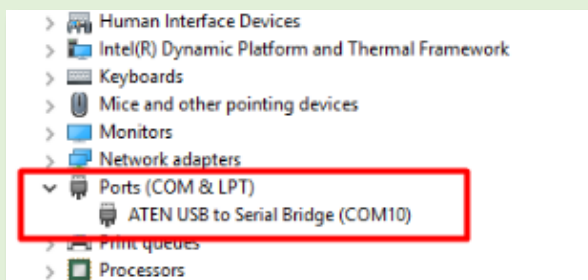 Human Interface Devices
Intel(R) Dynamic Platform and Thermal Framework
Keyboards
Mice and other pointing devices
Monitors
Network adapters
Ports (COM & LPT)
ATEN USB to Serial Bridge (COM10)
Print queues
Processors